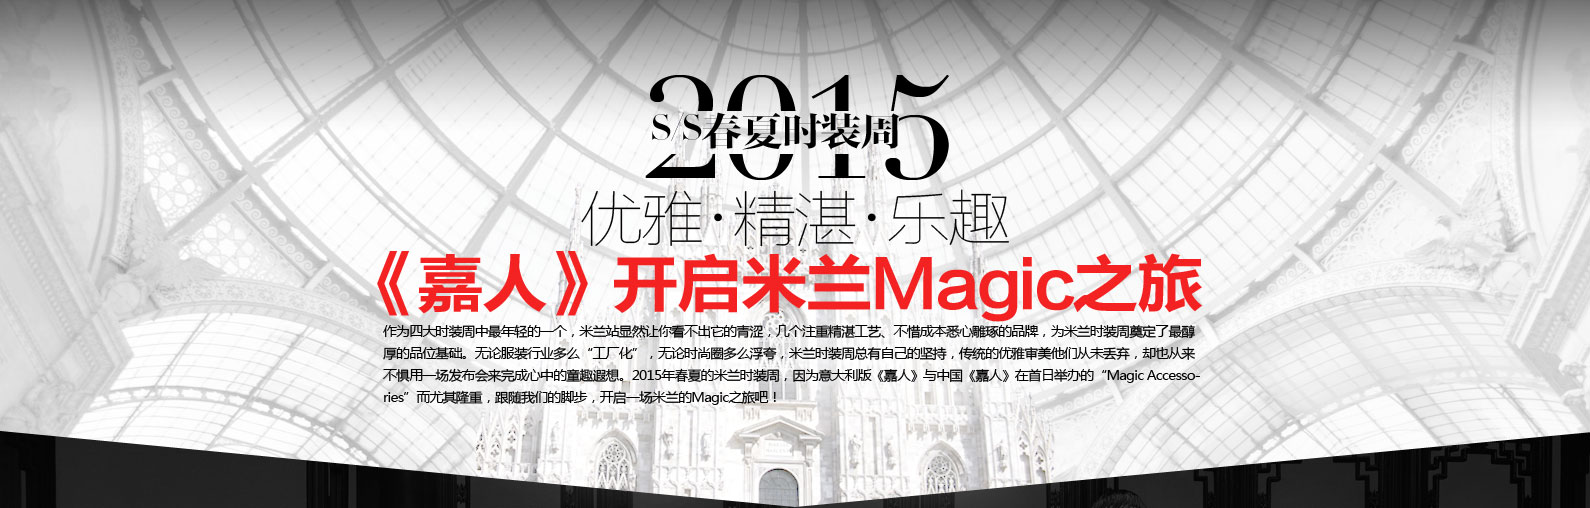 2015
S/S春夏时装周
优雅·精湛·乐趣
《嘉人》开启米兰Magic之旅
作为四大时装周中最年轻的一个，米兰站显然让你看不出它的青涩，几个注重精湛工艺、不惜成本悉心雕琢的品牌，为米兰时装周奠定了最醇
厚的品位基础。无论服装行业多么“工厂化”，无论时尚圈多么浮夸，米兰时装周总有自己的坚持，传统的优雅审美他们从未丢弃，却也从来
不惧用一场发布会来完成心中的童趣遐想。2015年春夏的米兰时装周，因为意大利版《嘉人》与中国《嘉人》在首日举办的“Magic Accesso-
ries”而尤其隆重，跟随我们的脚步，开启一场米兰的Magic之旅吧！